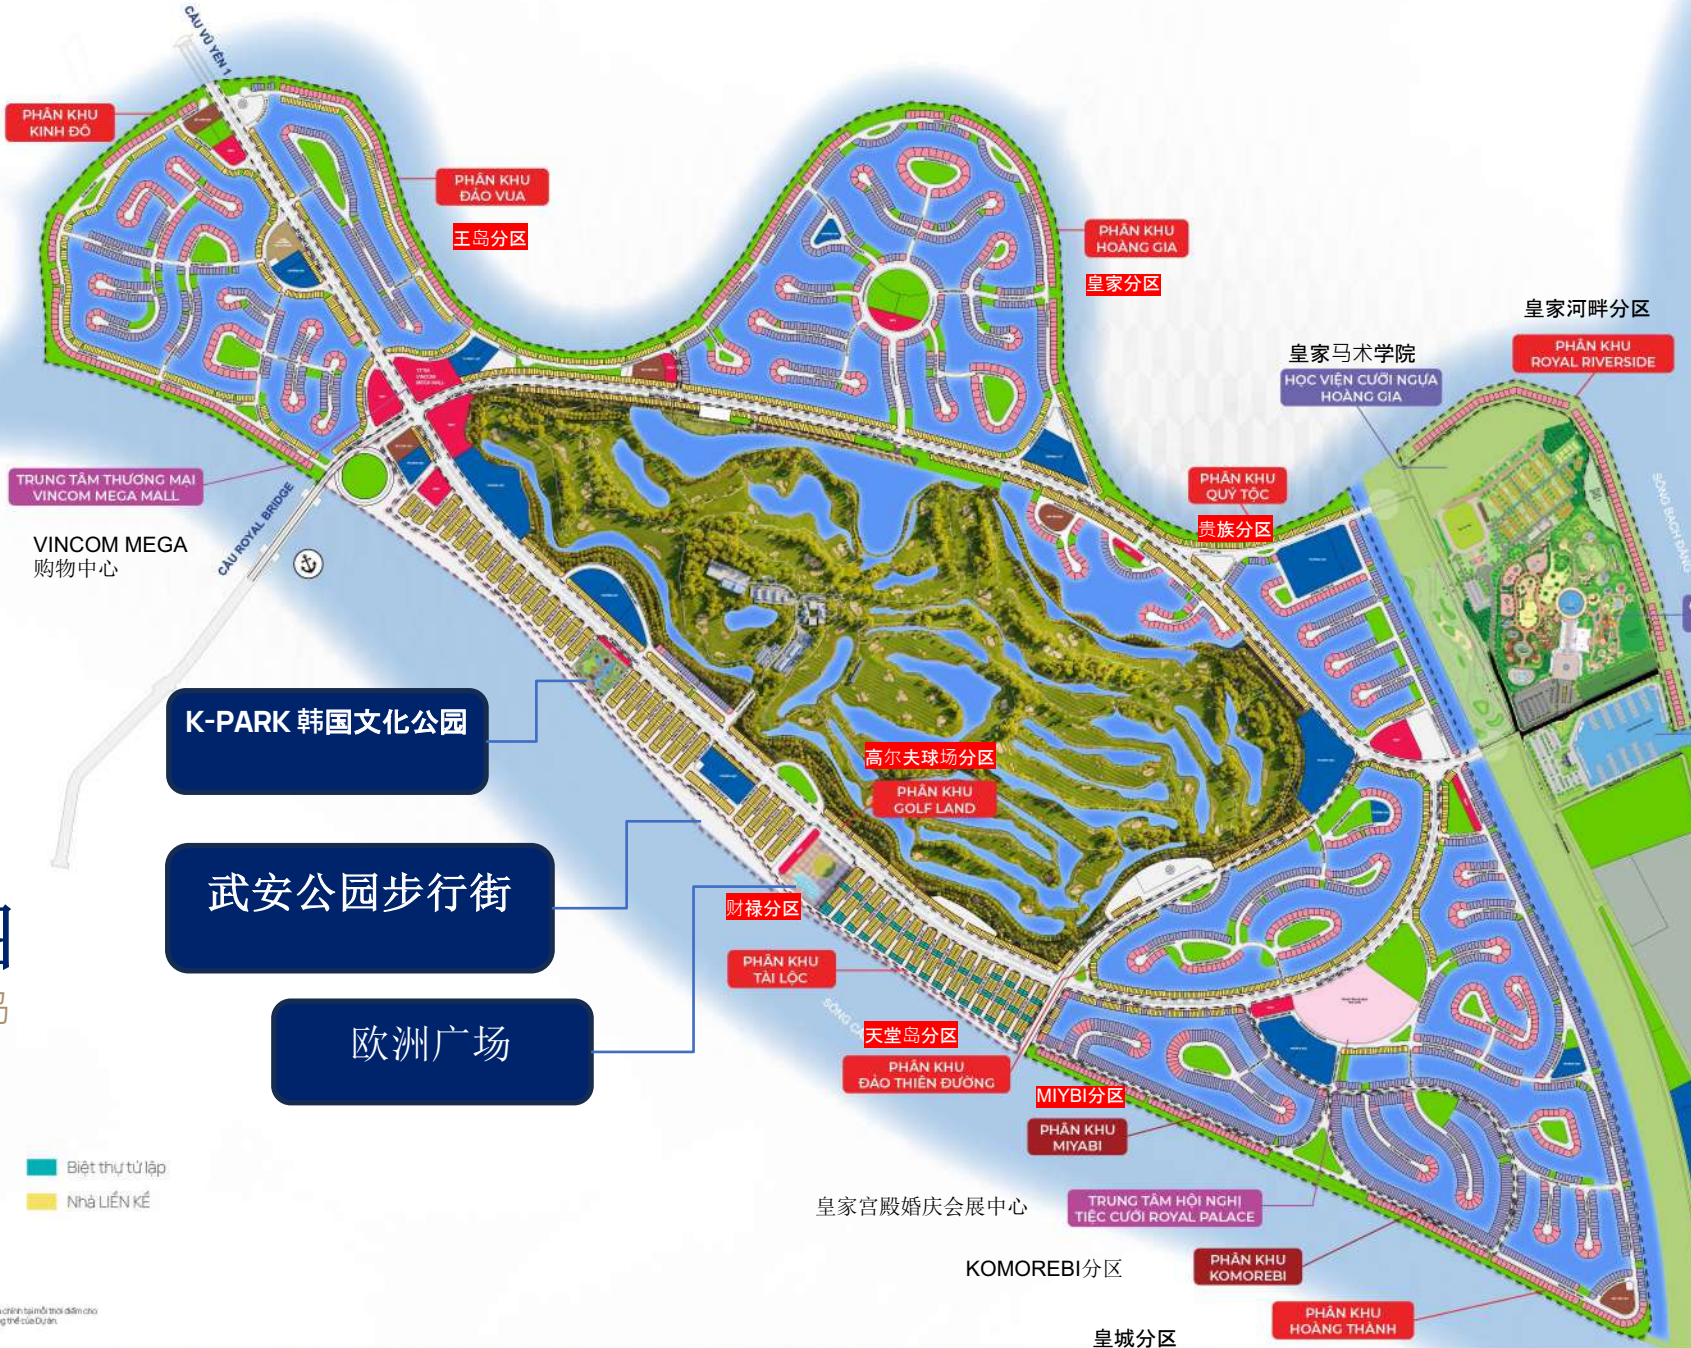 CẦU VŨ YÊN 1
PHÂN KHU
KINH ĐÔ
PHÂN KHU
ĐẢO VUA
王岛分区
PHÂN KHU
HOÀNG GIA
皇家分区
皇家河畔分区
PHÂN KHU
ROYAL RIVERSIDE
皇家马术学院
HỌC VIỆN CƯỠI NGỰA
HOÀNG GIA
TRUNG TÂM THƯƠNG MẠI
VINCOM MEGA MALL
VINCOM MEGA
购物中心
CẦU ROYAL BRIDGE
PHÂN KHU
QUÝ TỘC
贵族分区
SÔNG BẠCH ĐẰNG
K-PARK 韩国文化公园
高尔夫球场分区
PHÂN KHU
GOLF LAND
武安公园步行街
财禄分区
PHÂN KHU
TÀI LỘC
欧洲广场
天堂岛分区
PHÂN KHU
ĐẢO THIÊN ĐƯỜNG
MIYBI分区
PHÂN KHU
MIYABI
Biệt thự tứ lập
Nhà LIỀN KỀ
皇家宫殿婚庆会展中心
TRUNG TÂM HỘI NGHỊ
TIỆC CƯỚI ROYAL PALACE
KOMOREBI分区
PHÂN KHU
KOMOREBI
PHÂN KHU
HOÀNG THÀNH
皇城分区